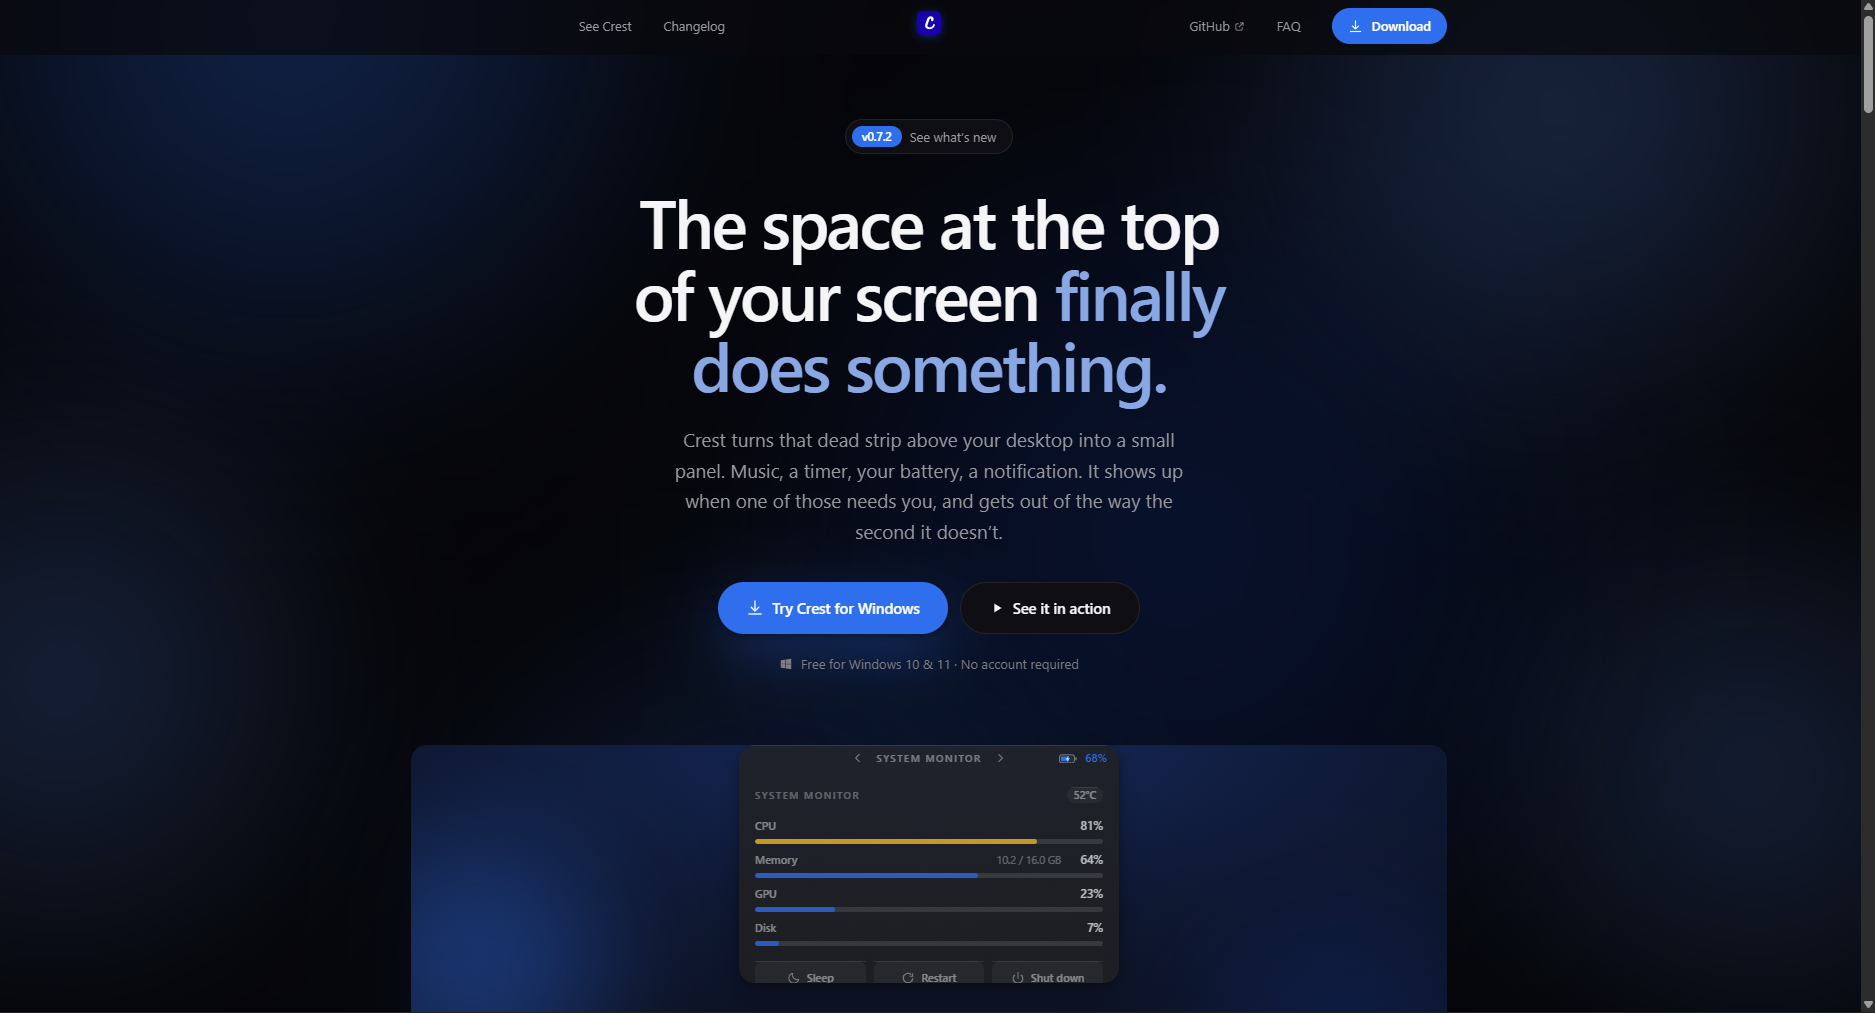 See Crest
Changelog
C
GitHub
FAQ
Download
v0.7.2 See what's new
The space at the top
of your screen finally
does something.
Crest turns that dead strip above your desktop into a small
panel. Music, a timer, your battery, a notification. It shows up
when one of those needs you, and gets out of the way the
second it doesn't.
Try Crest for Windows
See it in action
Free for Windows 10 & 11 · No account required
SYSTEM MONITOR
68%
SYSTEM MONITOR
52°C
CPU 81%
Memory 10.2 / 16.0 GB 64%
GPU 23%
Disk 7%
Sleep
Restart
Shut down